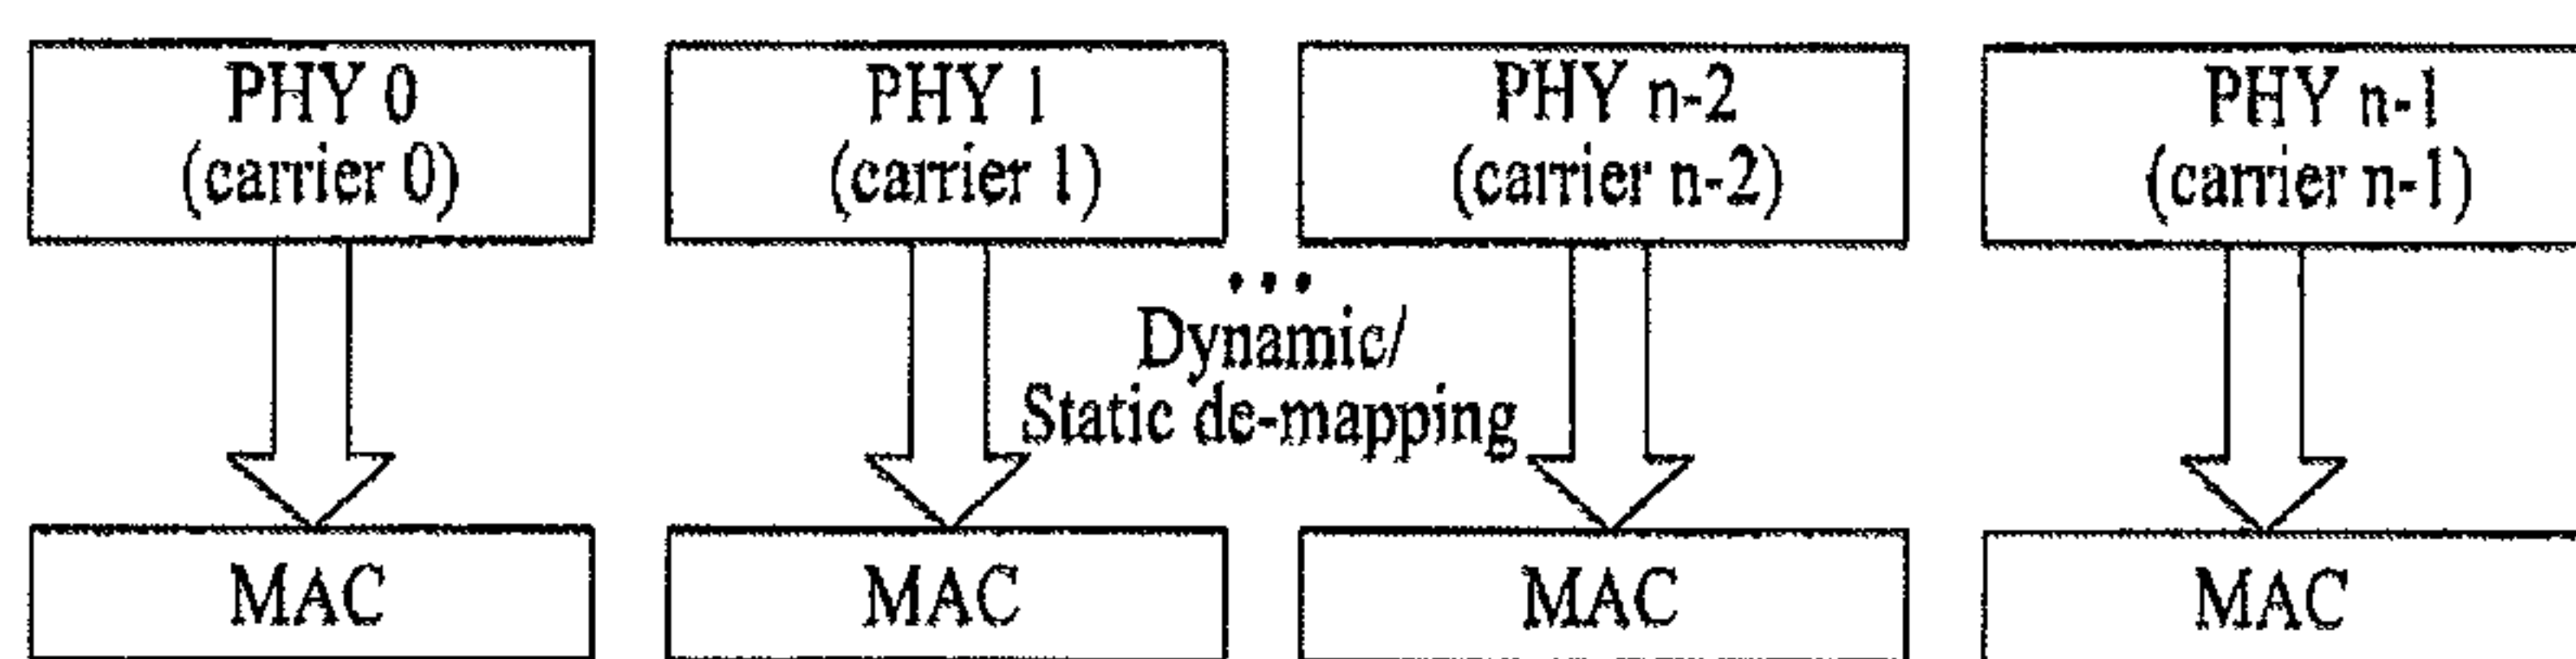 PHY 0
(carrier 0)
PHY 1
(carrier 1)
PHY n-2
(carrier n-2)
PHY n-1
(carrier n-1)
...
Dynamic/
Static de-mapping
MAC
MAC
MAC
MAC